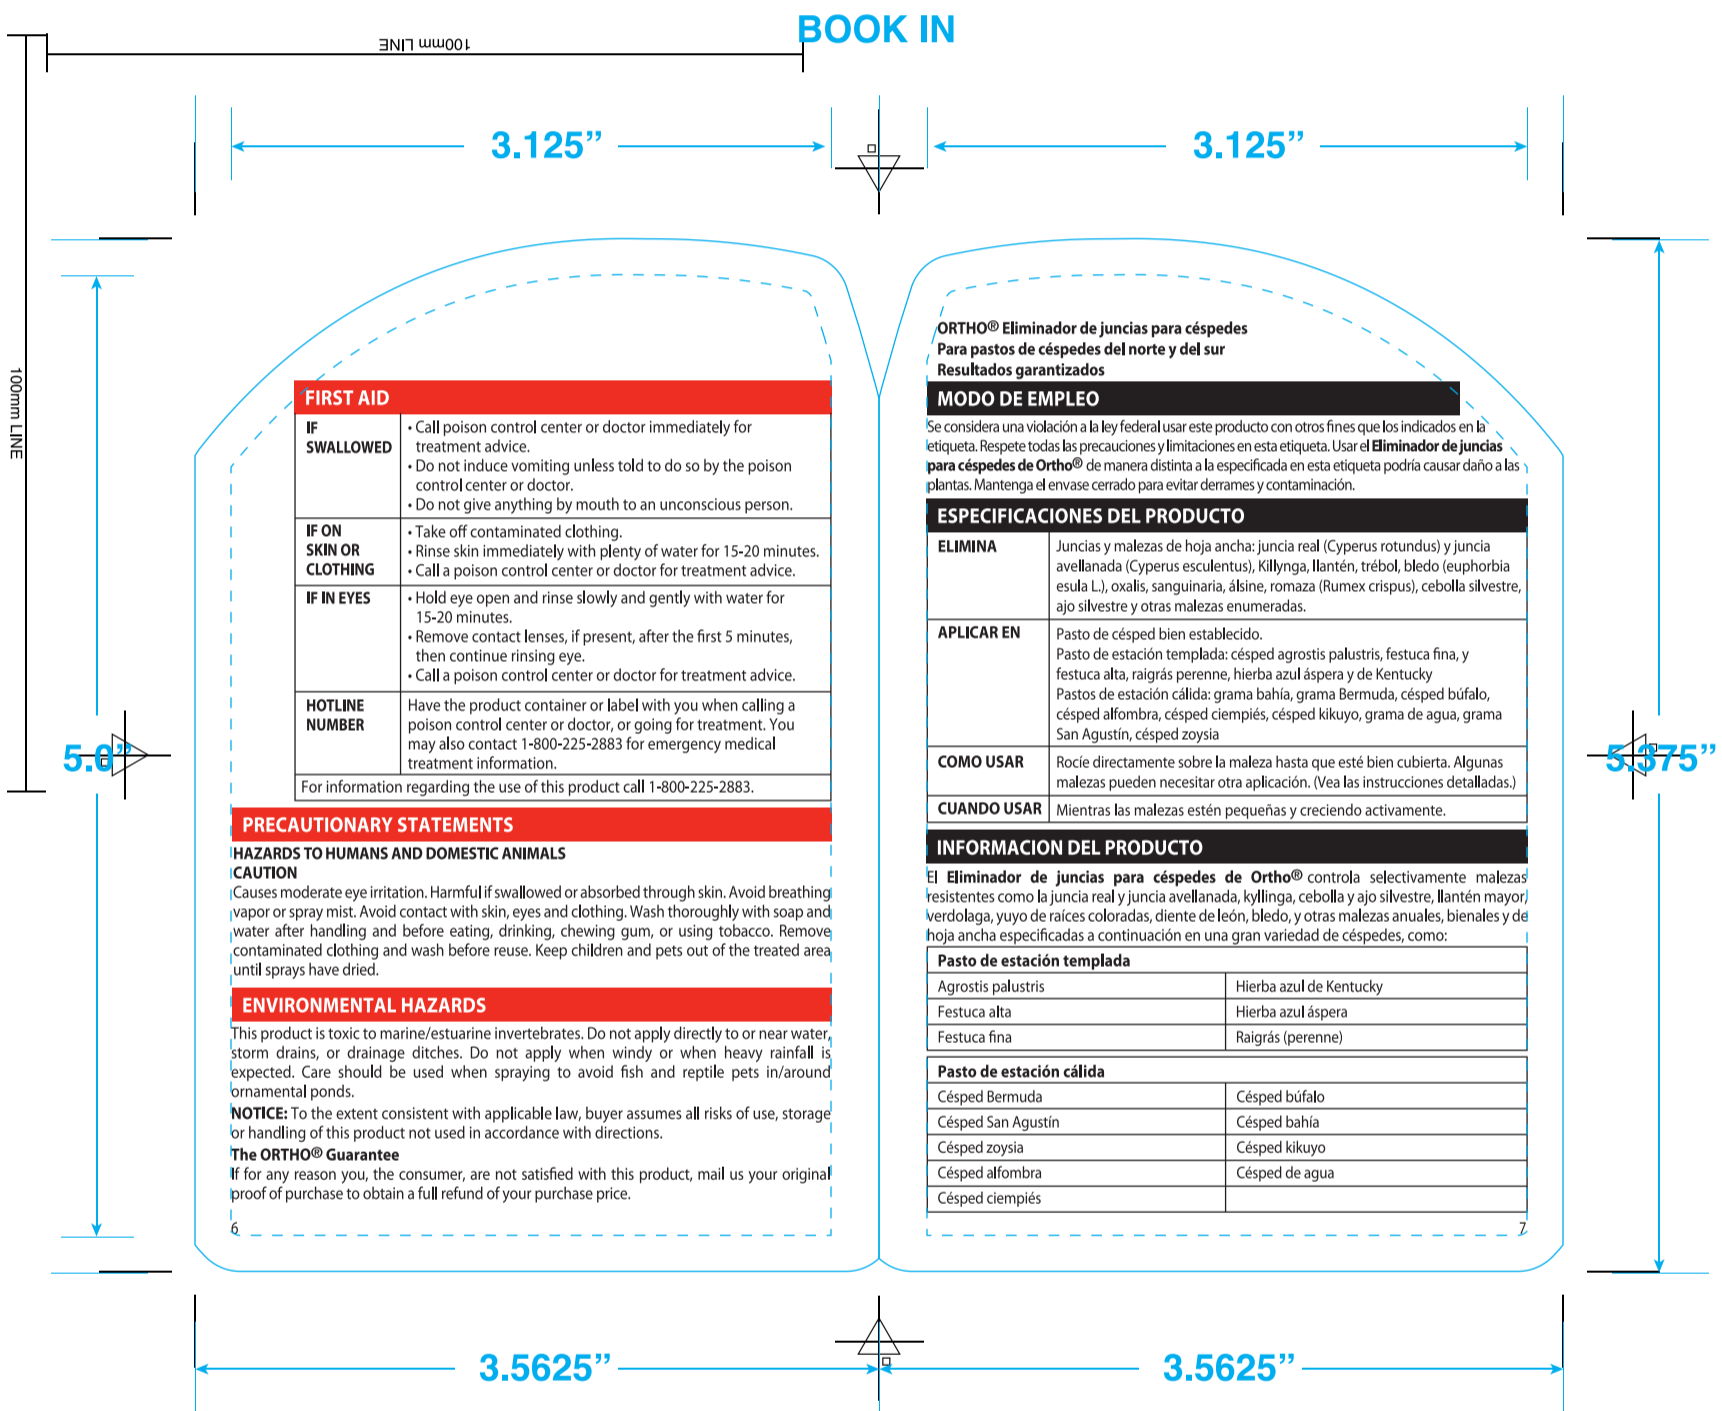 BOOK IN
100mm LINE
3.125”
3.125”
100mm LINE
5.0”
5.375”
FIRST AID
IF SWALLOWED
• Call poison control center or doctor immediately for
treatment advice.
• Do not induce vomiting unless told to do so by the poison
control center or doctor.
• Do not give anything by mouth to an unconscious person.
IF ON
SKIN OR
CLOTHING
• Take off contaminated clothing.
• Rinse skin immediately with plenty of water for 15-20 minutes.
• Call a poison control center or doctor for treatment advice.
IF IN EYES
• Hold eye open and rinse slowly and gently with water for
15-20 minutes.
• Remove contact lenses, if present, after the first 5 minutes,
then continue rinsing eye.
• Call a poison control center or doctor for treatment advice.
HOTLINE
NUMBER
Have the product container or label with you when calling a
poison control center or doctor, or going for treatment. You
may also contact 1-800-225-2883 for emergency medical
treatment information.
For information regarding the use of this product call 1-800-225-2883.
PRECAUTIONARY STATEMENTS
HAZARDS TO HUMANS AND DOMESTIC ANIMALS
CAUTION
Causes moderate eye irritation. Harmful if swallowed or absorbed through skin. Avoid breathing
vapor or spray mist. Avoid contact with skin, eyes and clothing. Wash thoroughly with soap and
water after handling and before eating, drinking, chewing gum, or using tobacco. Remove
contaminated clothing and wash before reuse. Keep children and pets out of the treated area
until sprays have dried.
ENVIRONMENTAL HAZARDS
This product is toxic to marine/estuarine invertebrates. Do not apply directly to or near water,
storm drains, or drainage ditches. Do not apply when windy or when heavy rainfall is
expected. Care should be used when spraying to avoid fish and reptile pets in/around
ornamental ponds.
NOTICE: To the extent consistent with applicable law, buyer assumes all risks of use, storage
or handling of this product not used in accordance with directions.
The ORTHO® Guarantee
If for any reason you, the consumer, are not satisfied with this product, mail us your original
proof of purchase to obtain a full refund of your purchase price.
6
ORTHO® Eliminador de juncias para céspedes
Para pastos de céspedes del norte y del sur
Resultados garantizados
MODO DE EMPLEO
Se considera una violación a la ley federal usar este producto con otros fines que los indicados en la
etiqueta. Respete todas las precauciones y limitaciones en esta etiqueta. Usar el Eliminador de juncias
para céspedes de Ortho® de manera distinta a la especificada en esta etiqueta podría causar daño a las
plantas. Mantenga el envase cerrado para evitar derrames y contaminación.
ESPECIFICACIONES DEL PRODUCTO
ELIMINA
Juncias y malezas de hoja ancha: juncia real (Cyperus rotundus) y juncia
avellanada (Cyperus esculentus), Killynga, llantén, trébol, bledo (euphorbia
esula L.), oxalis, sanguinaria, álsine, romaza (Rumex crispus), cebolla silvestre,
ajo silvestre y otras malezas enumeradas.
APLICAR EN
Pasto de césped bien establecido.
Pasto de estación templada: césped agrostis palustris, festuca fina, y
festuca alta, raigrás perenne, hierba azul áspera y de Kentucky
Pastos de estación cálida: grama bahía, grama Bermuda, césped búfalo,
césped alfombra, césped ciempiés, césped kikuyo, grama de agua, grama
San Agustín, césped zoysia
COMO USAR
Rocíe directamente sobre la maleza hasta que esté bien cubierta. Algunas
malezas pueden necesitar otra aplicación. (Vea las instrucciones detalladas.)
CUANDO USAR
Mientras las malezas estén pequeñas y creciendo activamente.
INFORMACION DEL PRODUCTO
El Eliminador de juncias para céspedes de Ortho® controla selectivamente malezas
resistentes como la juncia real y juncia avellanada, kyllinga, cebolla y ajo silvestre, llantén mayor,
verdolaga, yuyo de raíces coloradas, diente de león, bledo, y otras malezas anuales, bienales y de
hoja ancha especificadas a continuación en una gran variedad de céspedes, como:
Pasto de estación templada
Agrostis palustris Hierba azul de Kentucky
Festuca alta Hierba azul áspera
Festuca fina Raigrás (perenne)
Pasto de estación cálida
Césped Bermuda Césped búfalo
Césped San Agustín Césped bahía
Césped zoysia Césped kikuyo
Césped alfombra Césped de agua
Césped ciempiés
7
3.5625”
3.5625”